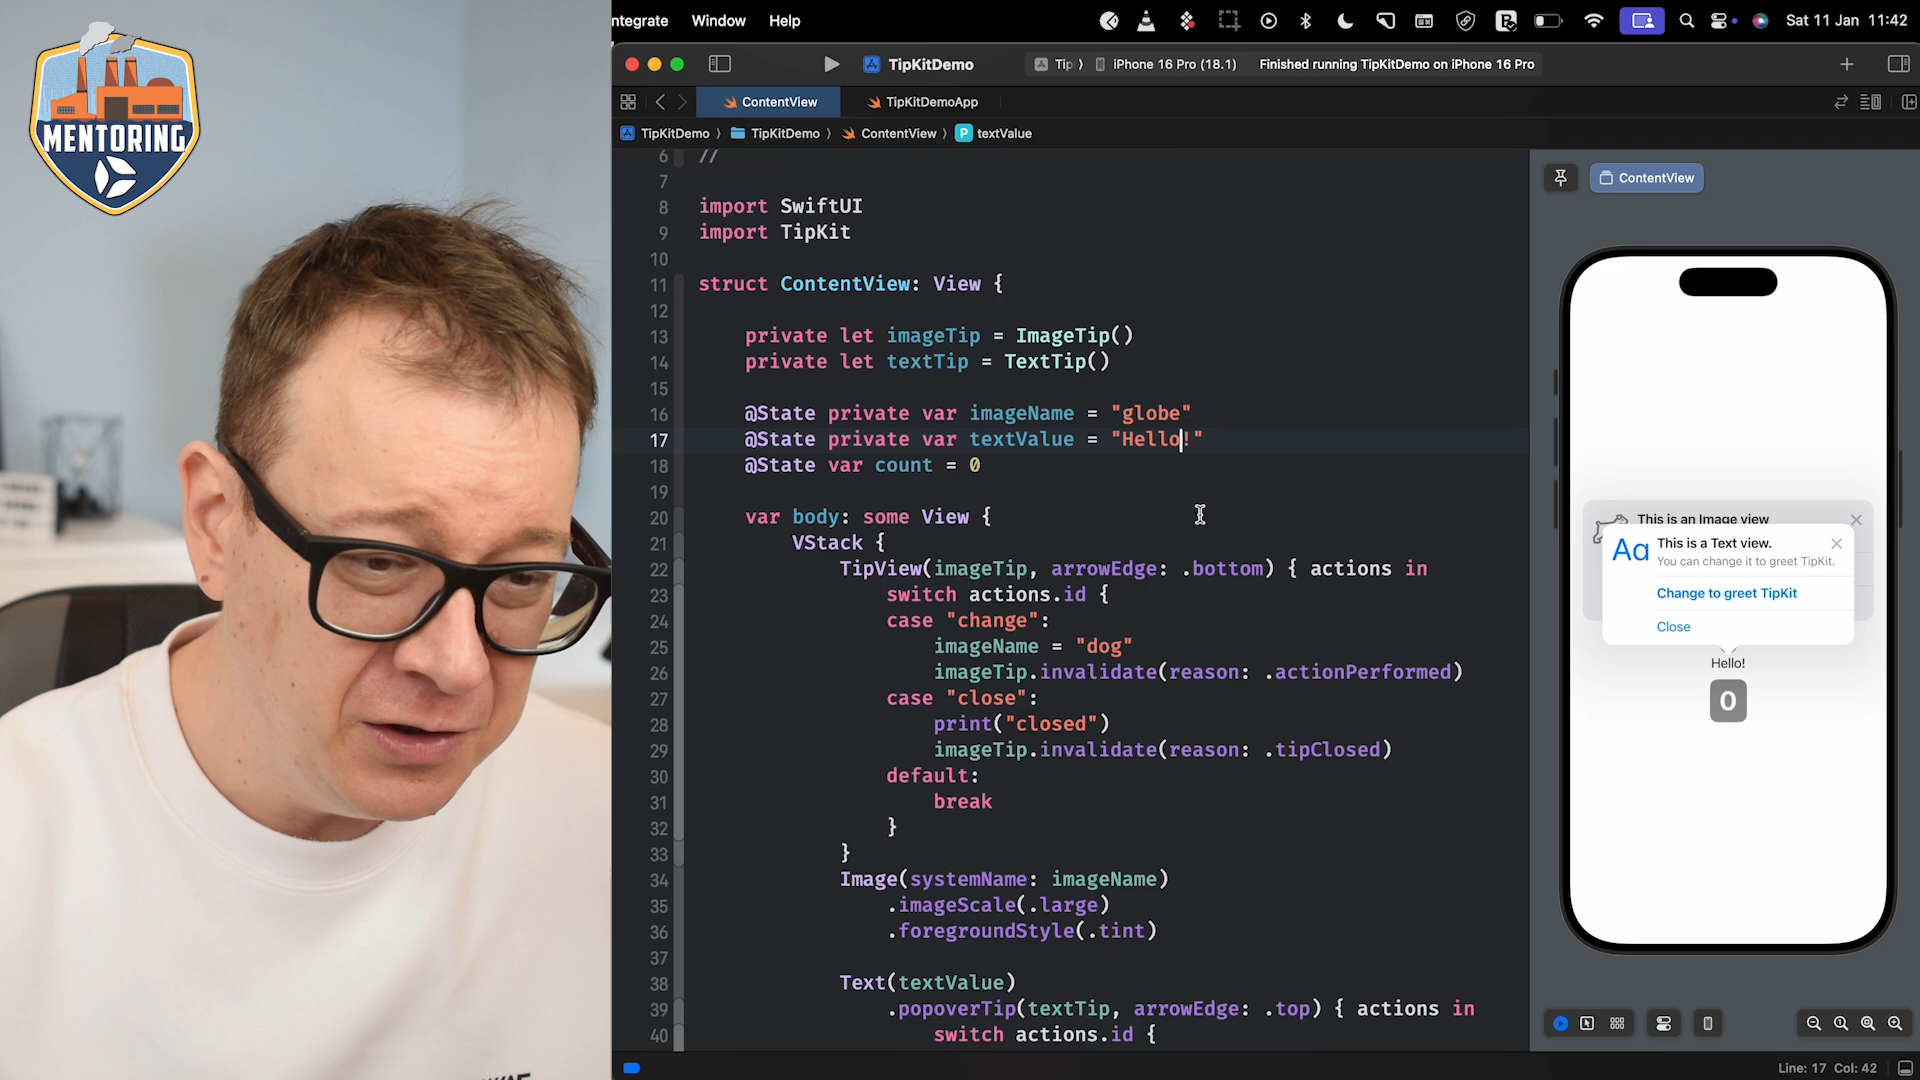 MENTORING
ntegrate Window Help
Sat 11 Jan 11:42
TipKitDemo
Tip ⟩ iPhone 16 Pro (18.1) Finished running TipKitDemo on iPhone 16 Pro
ContentView TipKitDemoApp
TipKitDemo ⟩ TipKitDemo ⟩ ContentView ⟩ P textValue
6 //
7
8 import SwiftUI
9 import TipKit
10
11 struct ContentView: View {
12
13 private let imageTip = ImageTip()
14 private let textTip = TextTip()
15
16 @State private var imageName = "globe"
17 @State private var textValue = "Hello!"
18 @State var count = 0
19
20 var body: some View {
21 VStack {
22 TipView(imageTip, arrowEdge: .bottom) { actions in
23 switch actions.id {
24 case "change":
25 imageName = "dog"
26 imageTip.invalidate(reason: .actionPerformed)
27 case "close":
28 print("closed")
29 imageTip.invalidate(reason: .tipClosed)
30 default:
31 break
32 }
33 }
34 Image(systemName: imageName)
35 .imageScale(.large)
36 .foregroundStyle(.tint)
37
38 Text(textValue)
39 .popoverTip(textTip, arrowEdge: .top) { actions in
40 switch actions.id {
ContentView
This is an Image view
Aa
This is a Text view.
You can change it to greet TipKit.
Change to greet TipKit
Close
Hello!
0
Line: 17 Col: 42